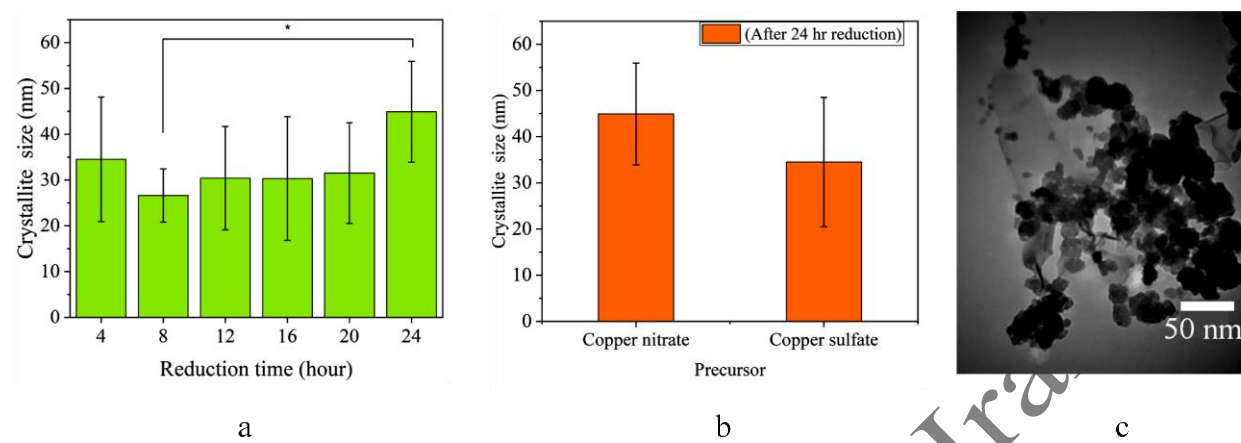 *
60
50
40
30
20
10
0
Crystallite size (nm)
4 8 12 16 20 24
Reduction time (hour)
a
(After 24 hr reduction)
60
50
40
30
20
10
0
Crystallite size (nm)
Copper nitrate Copper sulfate
Precursor
b
50 nm
c